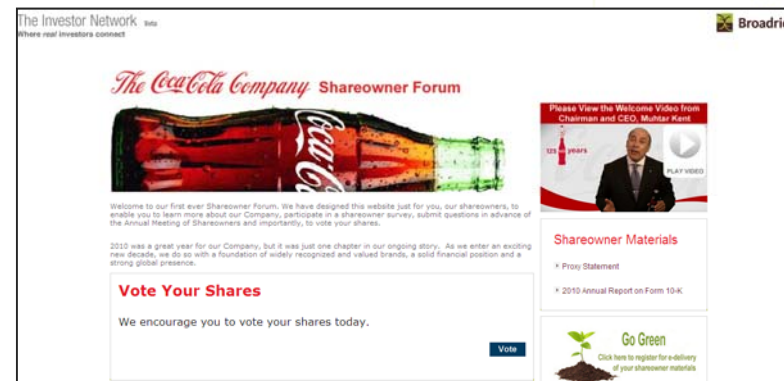 The Investor Network beta
Where real investors connect
Broadri
The Coca-Cola Company Shareowner Forum
Coca-Cola
Please View the Welcome Video from
Chairman and CEO, Muhtar Kent
125 years
PLAY VIDEO
Welcome to our first ever Shareowner Forum. We have designed this website just for you, our shareowners, to
enable you to learn more about our Company, participate in a shareowner survey, submit questions in advance of
the Annual Meeting of Shareowners and importantly, to vote your shares.
2010 was a great year for our Company, but it was just one chapter in our ongoing story. As we enter an exciting
new decade, we do so with a foundation of widely recognized and valued brands, a solid financial position and a
strong global presence.
Vote Your Shares
We encourage you to vote your shares today.
Vote
Shareowner Materials
Proxy Statement
2010 Annual Report on Form 10-K
Go Green
Click here to register for e-delivery
of your shareowner materials